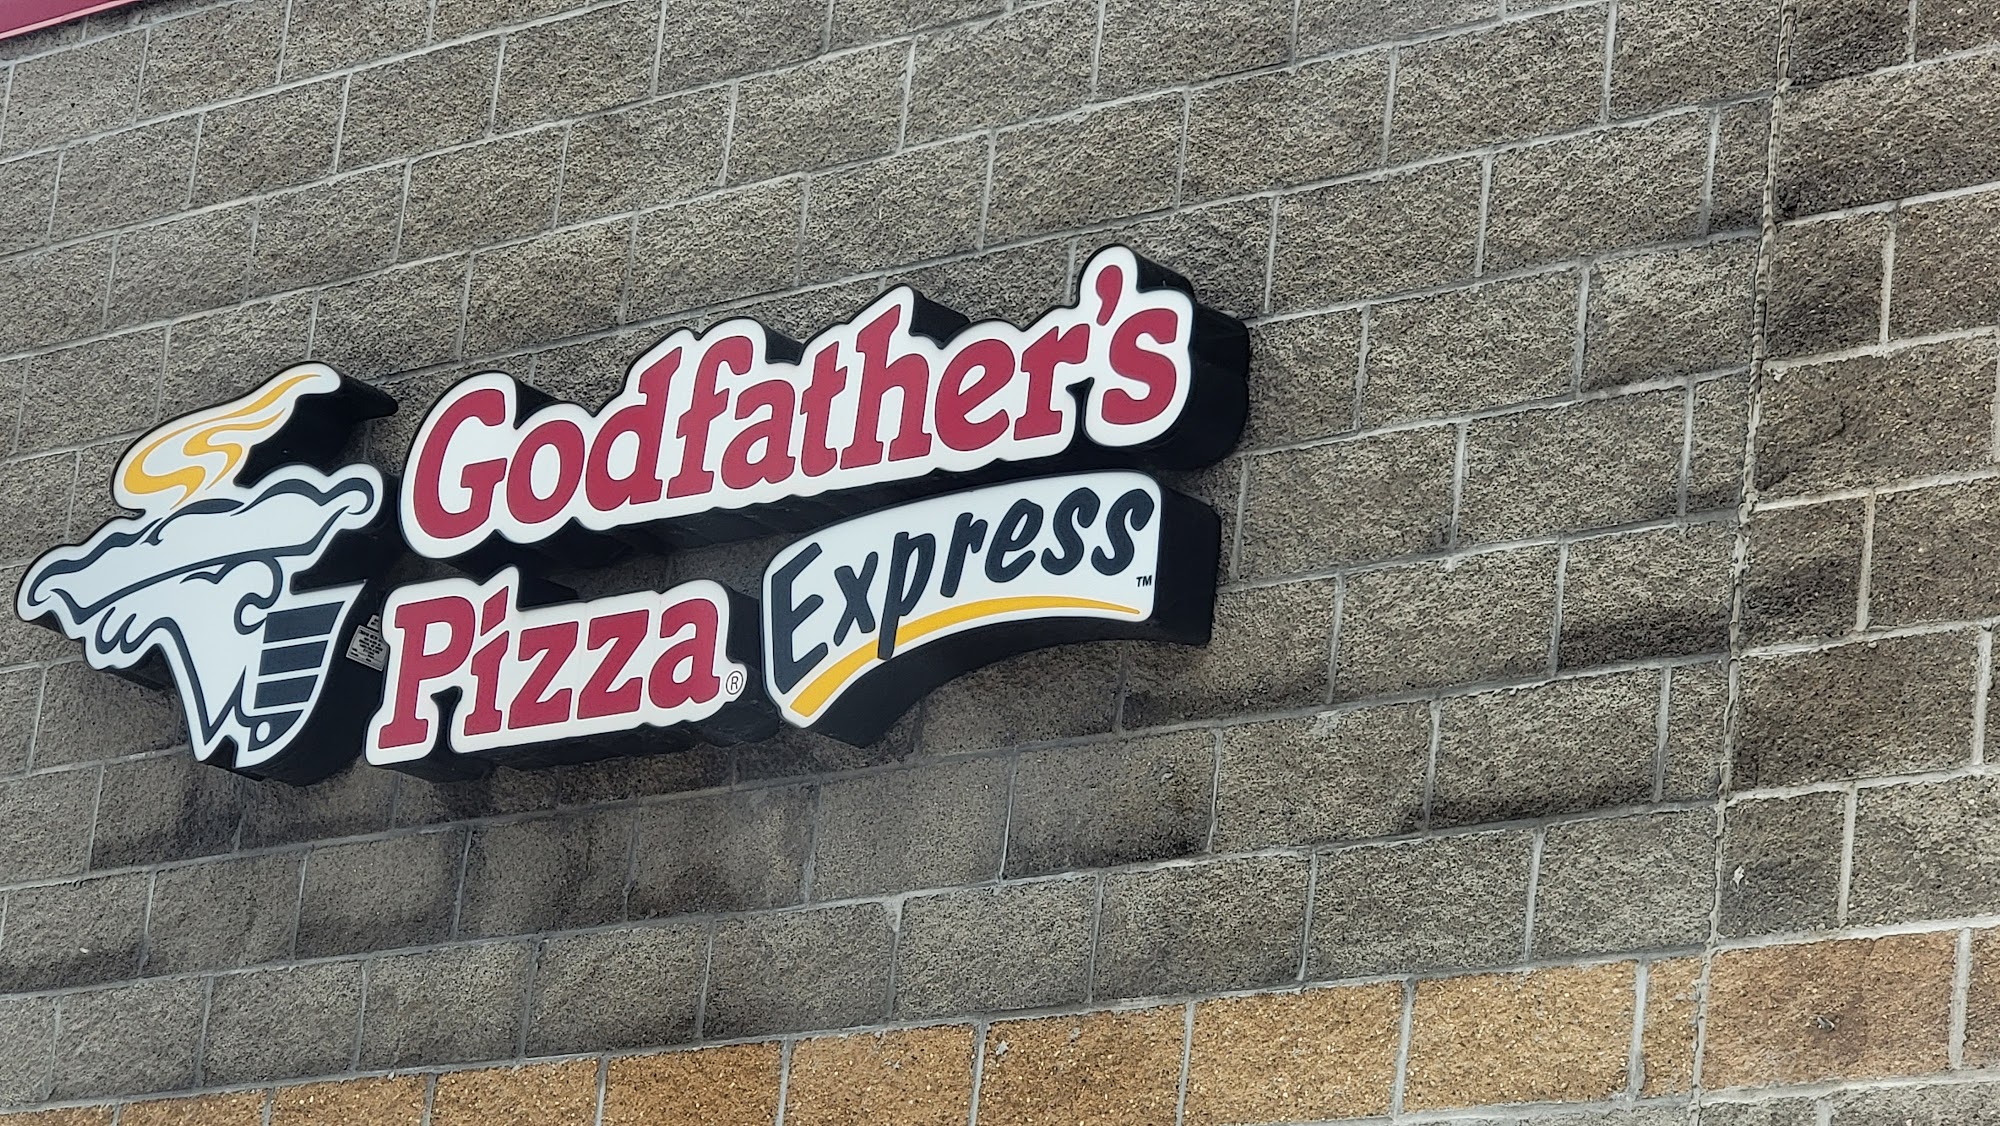 Godfather's
Pizza®
Express™